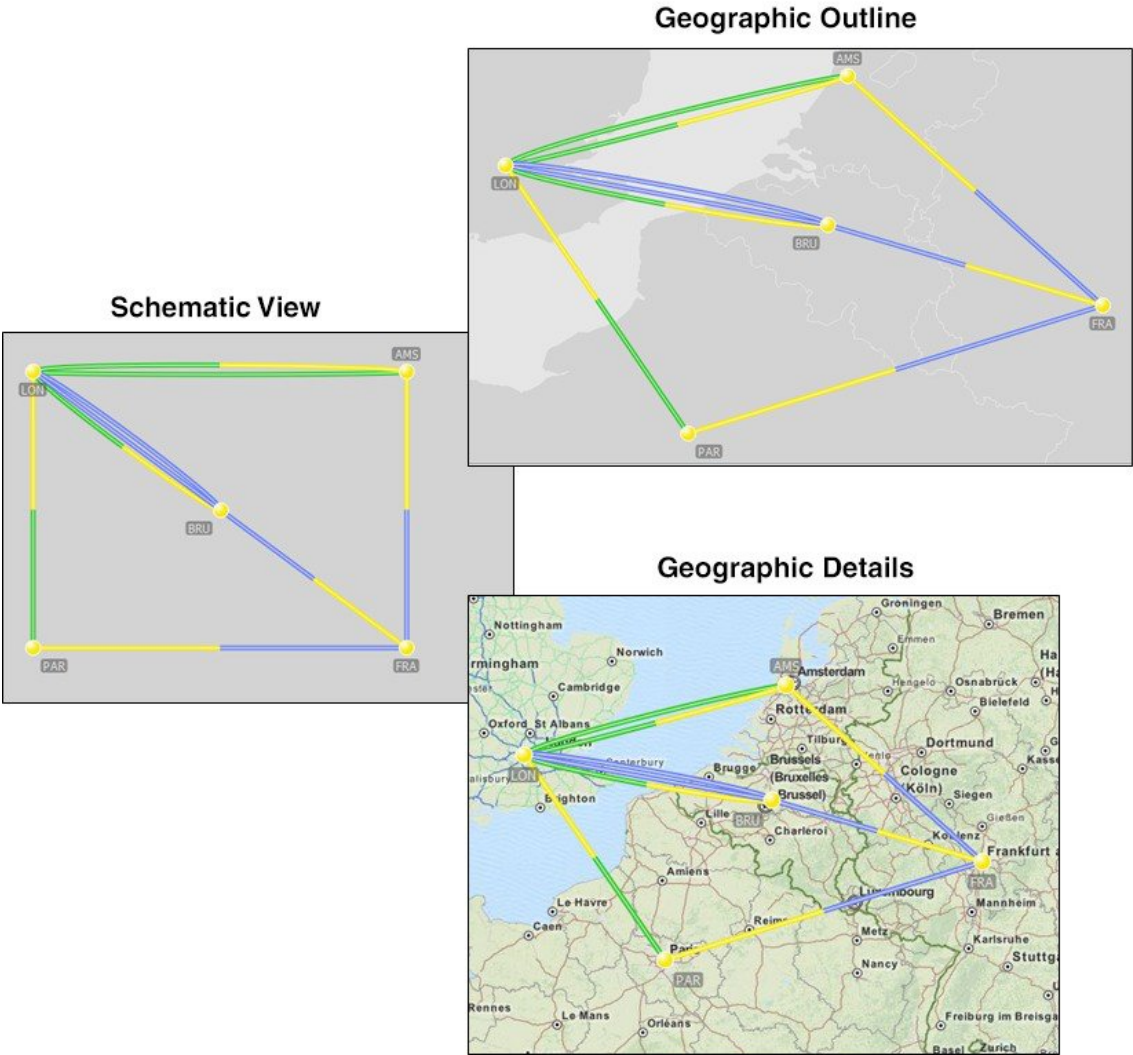 Geographic Outline
AMS
LON
BRU
FRA
PAR
Schematic View
AMS
LON
BRU
PAR
FRA
Geographic Details
Groningen
Bremen
Nottingham
Emmen
Norwich
rmingham
AMS
Amsterdam
Hengelo
Osnabrück
Cambridge
Bielefeld
Rotterdam
Oxford
St Albans
Tilburg
Dortmund
Brugge
Brussels
(Bruxelles
Brussel)
Cologne
(Köln)
LON
alisbury
Brighton
Siegen
Lille
BRU
Charleroi
Gießen
Koblenz
Frankfurt a
Amiens
FRA
Luxembourg
Le Havre
Mannheim
Caen
Reims
Metz
Karlsruhe
Paris
PAR
Nancy
Stuttga
Rennes
Le Mans
Orléans
Freiburg im Breisga
Basel
Zurich